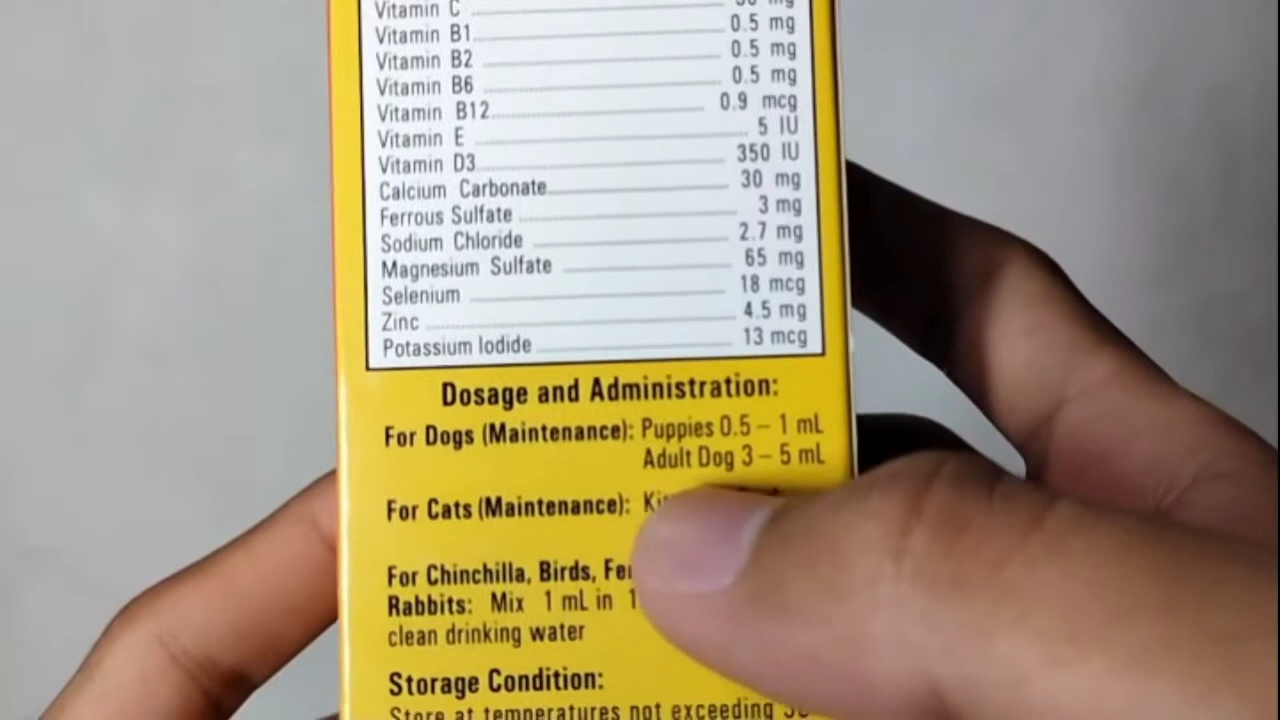 Vitamin C mg
Vitamin B1 0.5 mg
Vitamin B2 0.5 mg
Vitamin B6 0.5 mg
Vitamin B12 0.9 mcg
Vitamin E 5 IU
Vitamin D3 350 IU
Calcium Carbonate 30 mg
Ferrous Sulfate 3 mg
Sodium Chloride 2.7 mg
Magnesium Sulfate 65 mg
Selenium 18 mcg
Zinc 4.5 mg
Potassium Iodide 13 mcg
Dosage and Administration:
For Dogs (Maintenance): Puppies 0.5 – 1 mL
Adult Dog 3 – 5 mL
For Cats (Maintenance):
For Chinchilla, Birds,
Rabbits: Mix 1 mL in
clean drinking water
Storage Condition:
Store at temperatures not exceeding